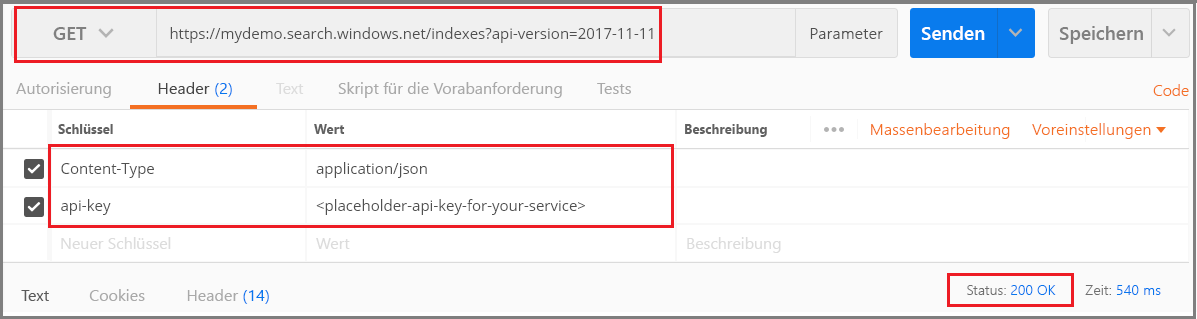 GET https://mydemo.search.windows.net/indexes?api-version=2017-11-11 Parameter Senden Speichern
Autorisierung Header (2) Text Skript für die Vorabanforderung Tests Code
Schlüssel Wert Beschreibung ••• Massenbearbeitung Voreinstellungen
Content-Type application/json
api-key <placeholder-api-key-for-your-service>
Neuer Schlüssel Wert Beschreibung
Text Cookies Header (14) Status: 200 OK Zeit: 540 ms